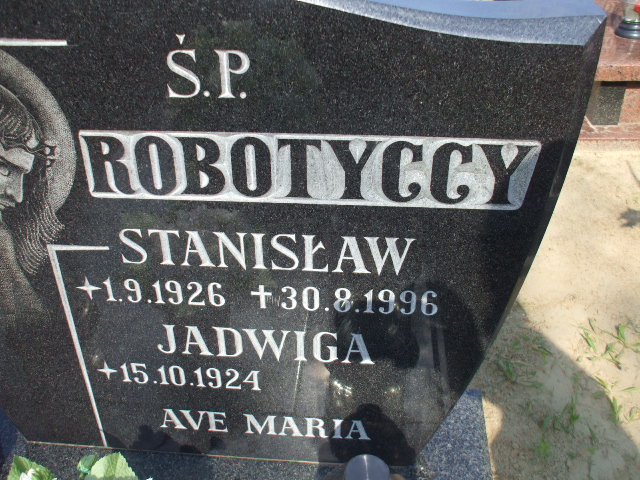 Ś.P.
ROBOTYCCY
STANISŁAW
+1.9.1926 +30.8.1996
JADWIGA
+15.10.1924
AVE MARIA